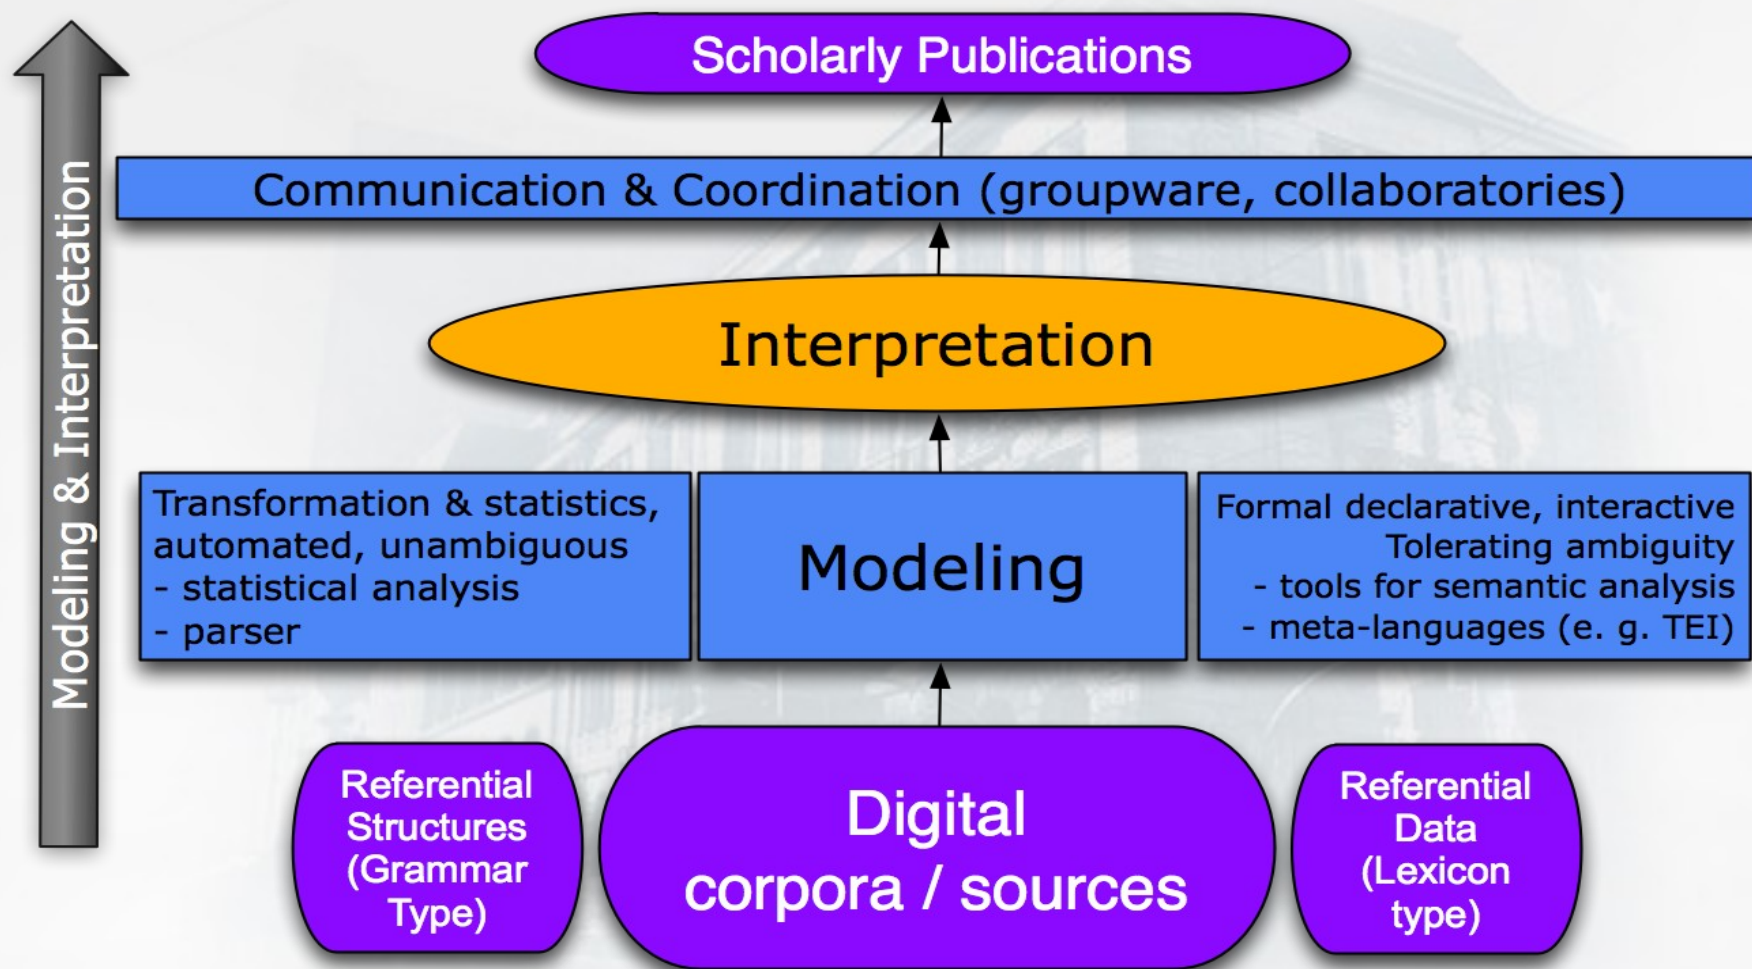 Scholarly Publications
Communication & Coordination (groupware, collaboratories)
Modeling & Interpretation
Interpretation
Transformation & statistics,
automated, unambiguous
- statistical analysis
- parser
Modeling
Formal declarative, interactive
Tolerating ambiguity
- tools for semantic analysis
- meta-languages (e. g. TEI)
Referential
Structures
(Grammar
Type)
Digital
corpora / sources
Referential
Data
(Lexicon
type)